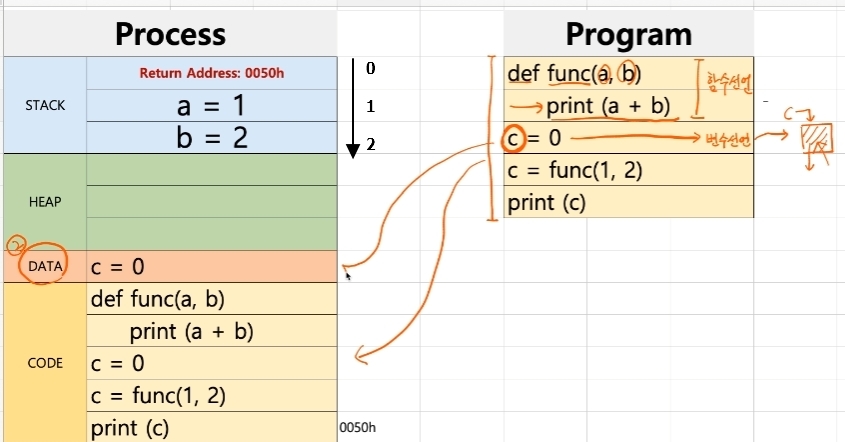 Process
Program
STACK
Return Address: 0050h
a = 1
b = 2
0
1
2
HEAP
②
DATA
c = 0
CODE
def func(a, b)
print (a + b)
c = 0
c = func(1, 2)
print (c)
0050h
def func(a, b)
print (a + b)
c = 0
c = func(1, 2)
print (c)
함수선언
변수선언
C